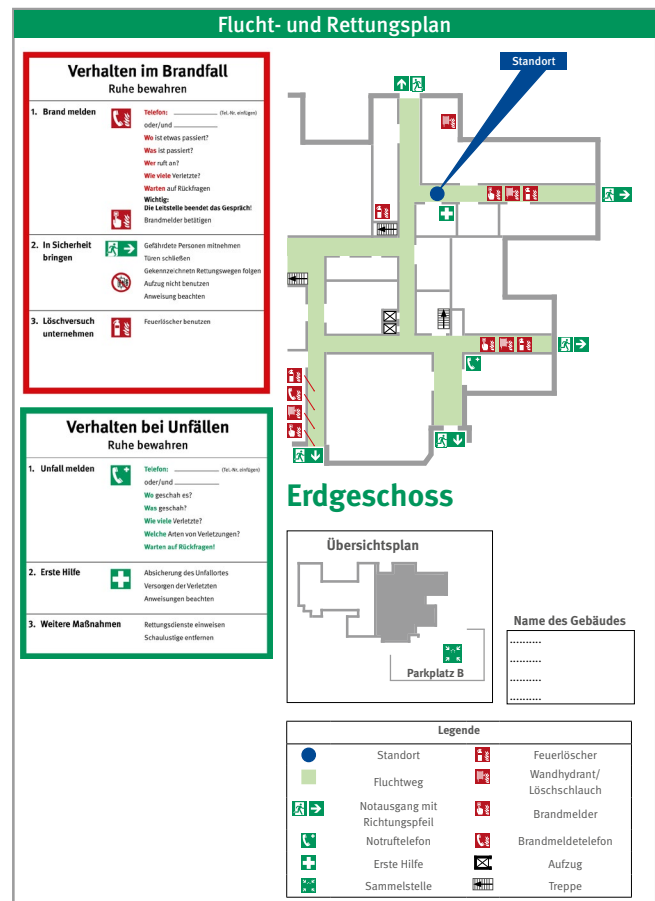 Flucht- und Rettungsplan
Verhalten im Brandfall
Ruhe bewahren
1. Brand melden
Telefon: ____________ (Tel.-Nr. einfügen)
oder/und ____________
Wo ist etwas passiert?
Was ist passiert?
Wer ruft an?
Wie viele Verletzte?
Warten auf Rückfragen
Wichtig:
Die Leitstelle beendet das Gespräch!
Brandmelder betätigen
2. In Sicherheit
bringen
Gefährdete Personen mitnehmen
Türen schließen
Gekennzeichnetn Rettungswegen folgen
Aufzug nicht benutzen
Anweisung beachten
3. Löschversuch
unternehmen
Feuerlöscher benutzen
Verhalten bei Unfällen
Ruhe bewahren
1. Unfall melden
Telefon: ____________ (Tel.-Nr. einfügen)
oder/und ____________
Wo geschah es?
Was geschah?
Wie viele Verletzte?
Welche Arten von Verletzungen?
Warten auf Rückfragen!
2. Erste Hilfe
Absicherung des Unfallortes
Versorgen der Verletzten
Anweisungen beachten
3. Weitere Maßnahmen
Rettungsdienste einweisen
Schaulustige entfernen
Standort
Erdgeschoss
Übersichtsplan
Parkplatz B
Name des Gebäudes
..........
..........
..........
..........
Legende
Standort
Feuerlöscher
Fluchtweg
Wandhydrant/
Löschschlauch
Notausgang mit
Richtungspfeil
Brandmelder
Notruftelefon
Brandmeldetelefon
Erste Hilfe
Aufzug
Sammelstelle
Treppe